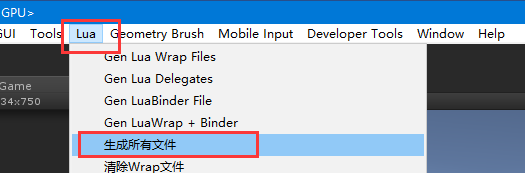 GPU>
GUI Tools Lua Geometry Brush Mobile Input Developer Tools Window Help
Gen Lua Wrap Files
Game
Gen Lua Delegates
34x750
Gen LuaBinder File
Gen LuaWrap + Binder
生成所有文件
清除Wrap文件